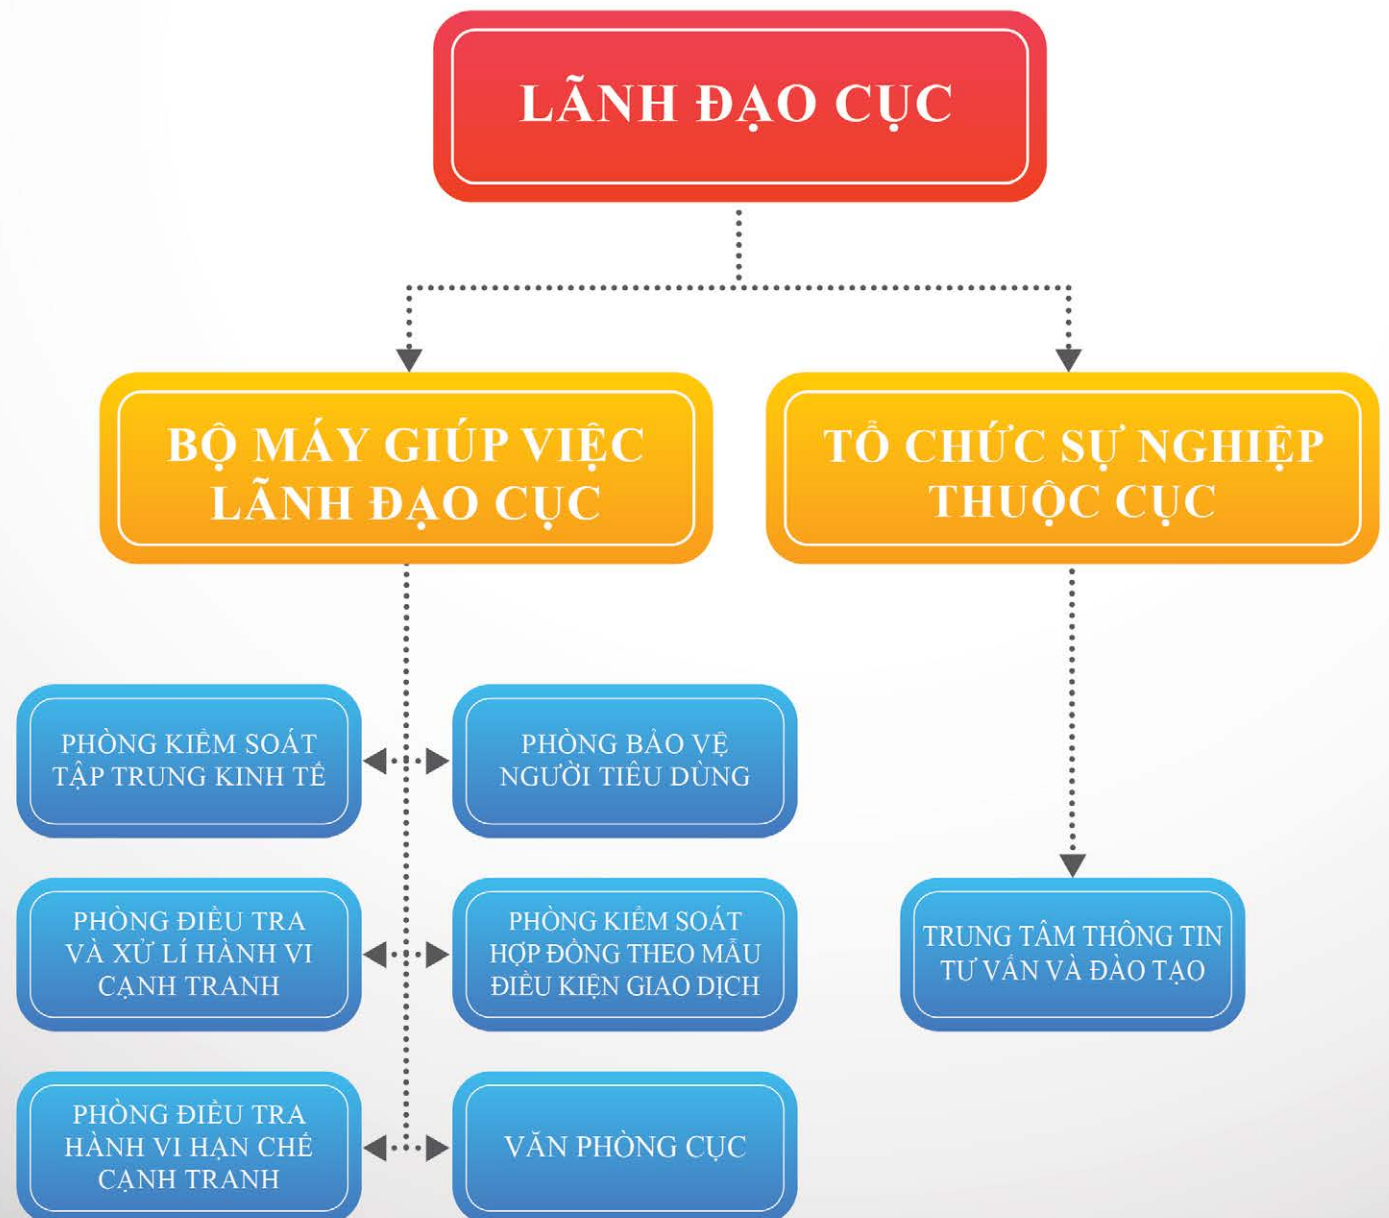 LÃNH ĐẠO CỤC
BỘ MÁY GIÚP VIỆC
LÃNH ĐẠO CỤC
TỔ CHỨC SỰ NGHIỆP
THUỘC CỤC
PHÒNG KIỂM SOÁT
TẬP TRUNG KINH TẾ
PHÒNG BẢO VỆ
NGƯỜI TIÊU DÙNG
PHÒNG ĐIỀU TRA
VÀ XỬ LÍ HÀNH VI
CẠNH TRANH
PHÒNG KIỂM SOÁT
HỢP ĐỒNG THEO MẪU
ĐIỀU KIỆN GIAO DỊCH
TRUNG TÂM THÔNG TIN
TƯ VẤN VÀ ĐÀO TẠO
PHÒNG ĐIỀU TRA
HÀNH VI HẠN CHẾ
CẠNH TRANH
VĂN PHÒNG CỤC